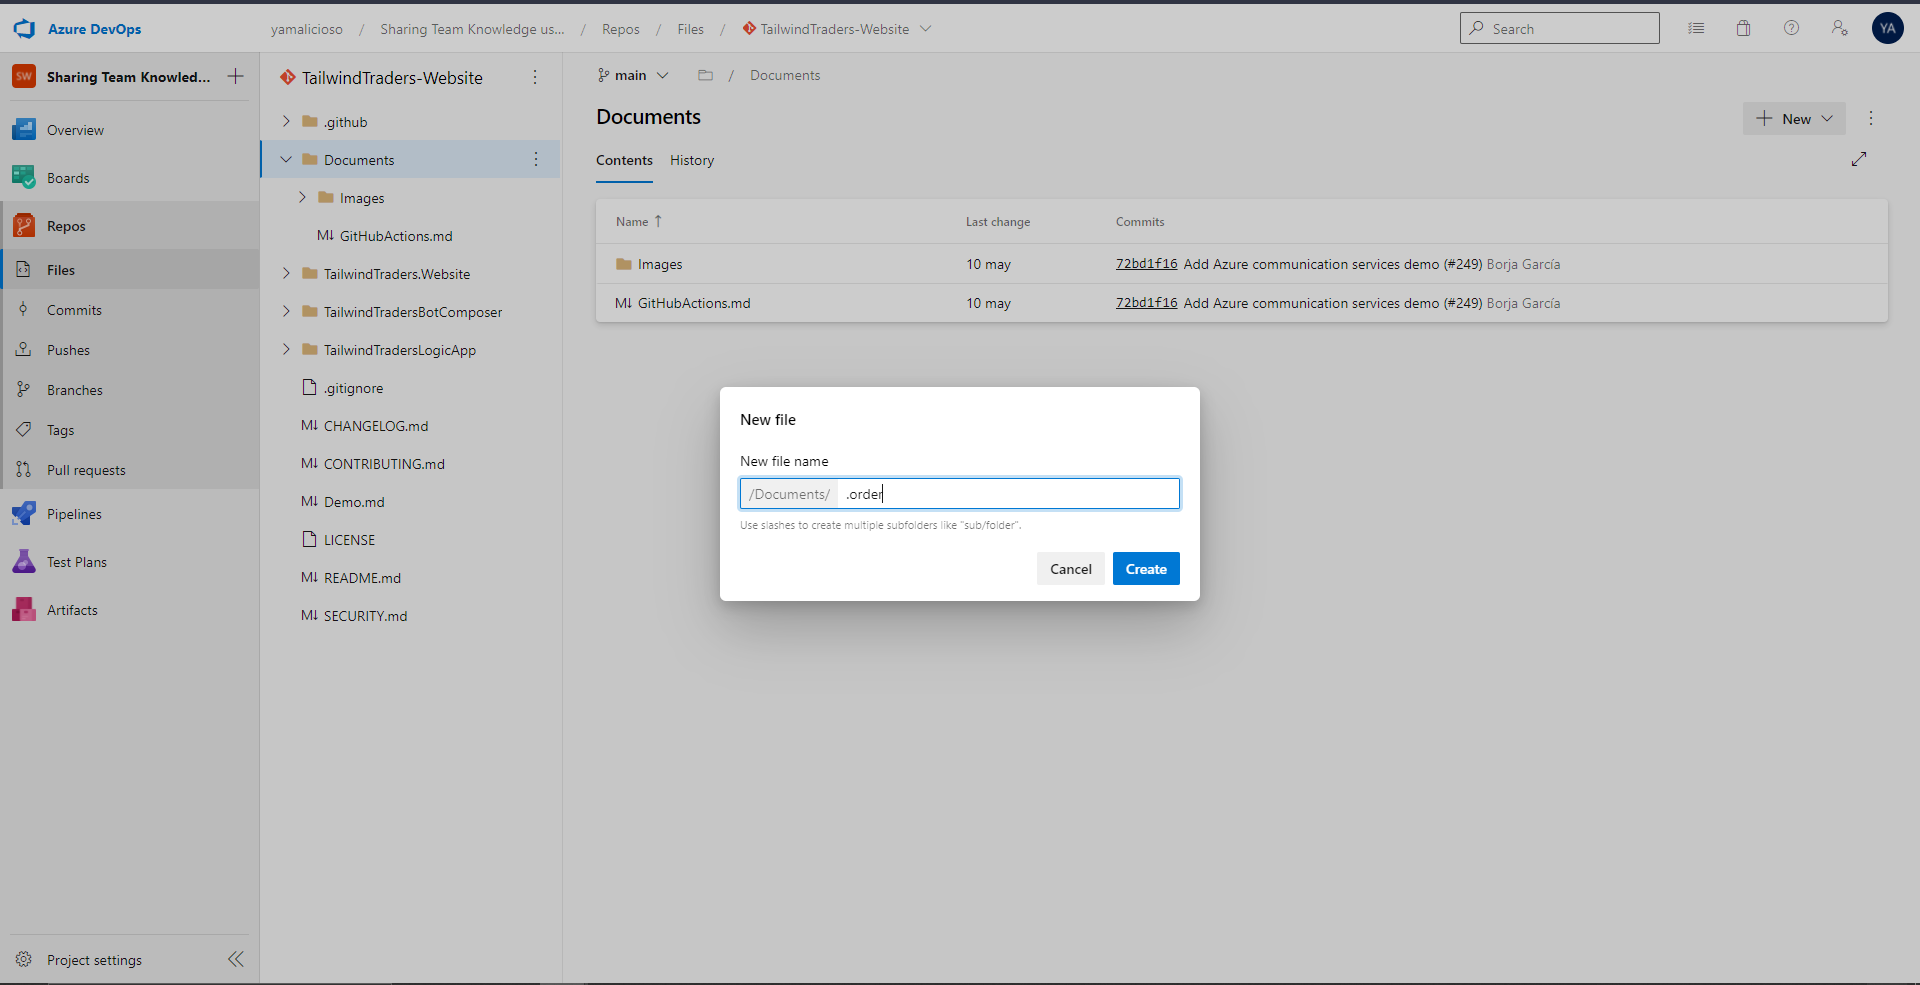 Azure DevOps
yamalicioso / Sharing Team Knowledge us... / Repos / Files / TailwindTraders-Website
Search
YA
SW Sharing Team Knowled...
Overview
Boards
Repos
Files
Commits
Pushes
Branches
Tags
Pull requests
Pipelines
Test Plans
Artifacts
Project settings
TailwindTraders-Website
.github
Documents
Images
M↓ GitHubActions.md
TailwindTraders.Website
TailwindTradersBotComposer
TailwindTradersLogicApp
.gitignore
M↓ CHANGELOG.md
M↓ CONTRIBUTING.md
M↓ Demo.md
LICENSE
M↓ README.md
M↓ SECURITY.md
main / Documents
Documents
New
Contents History
Name ↑ Last change Commits
Images 10 may 72bd1f16 Add Azure communication services demo (#249) Borja García
M↓ GitHubActions.md 10 may 72bd1f16 Add Azure communication services demo (#249) Borja García
New file
New file name
/Documents/ .order
Use slashes to create multiple subfolders like "sub/folder".
Cancel Create